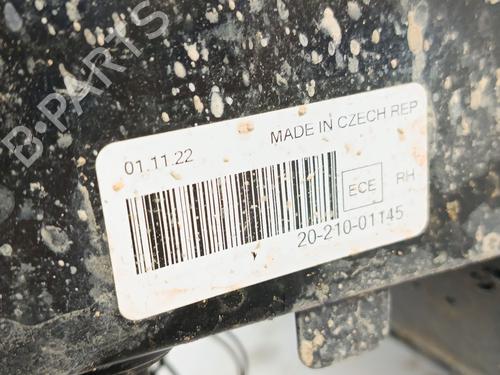 B-PARTS
01.11.22 MADE IN CZECH REP
ECE RH
20-210-01145